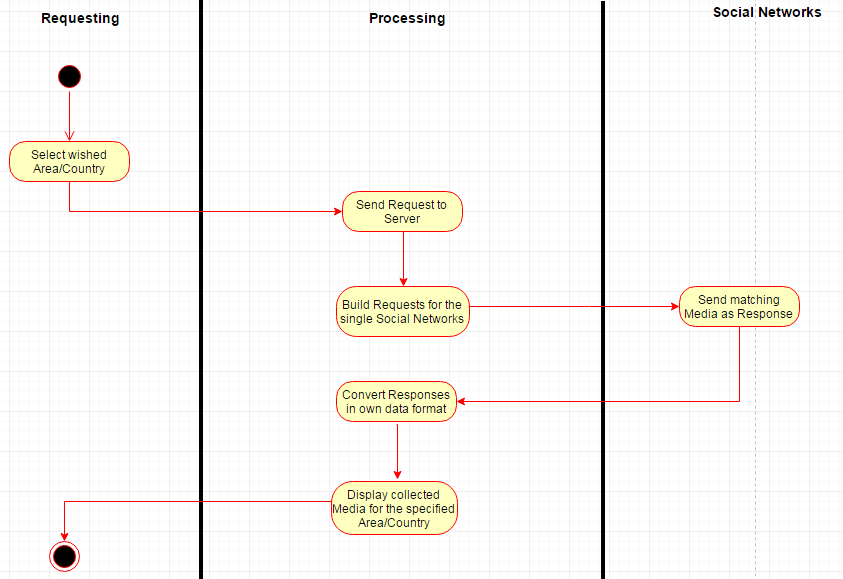 Requesting
Processing
Social Networks
Select wished
Area/Country
Send Request to
Server
Build Requests for the
single Social Networks
Send matching
Media as Response
Convert Responses
in own data format
Display collected
Media for the specified
Area/Country